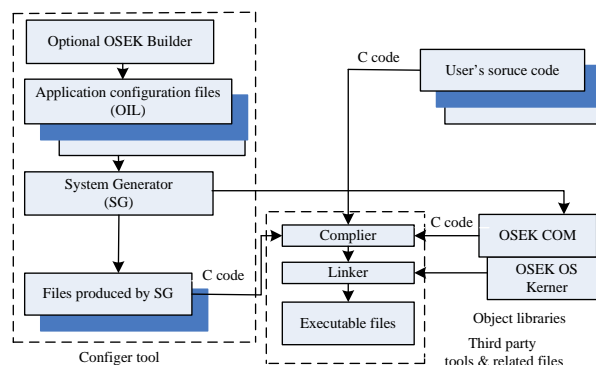 Optional OSEK Builder
Application configuration files
(OIL)
System Generator
(SG)
Files produced by SG
Configer tool
C code
User's soruce code
C code
Complier
Linker
Executable files
C code
OSEK COM
OSEK OS
Kerner
Object libraries
Third party
tools & related files